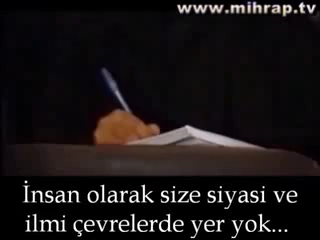 www.mihrap.tv
İnsan olarak size siyasi ve
ilmi çevrelerde yer yok...